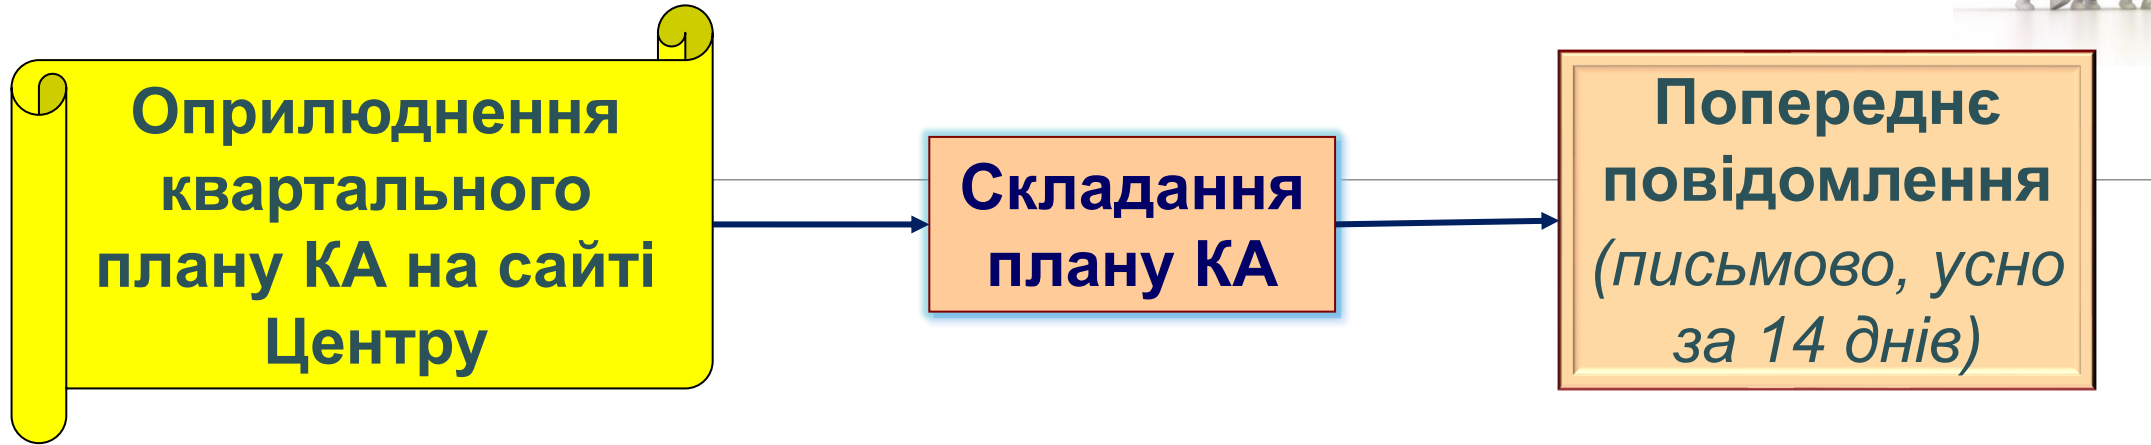 Оприлюднення
квартального
плану КА на сайті
Центру
Складання
плану КА
Попереднє
повідомлення
(письмово, усно
за 14 днів)